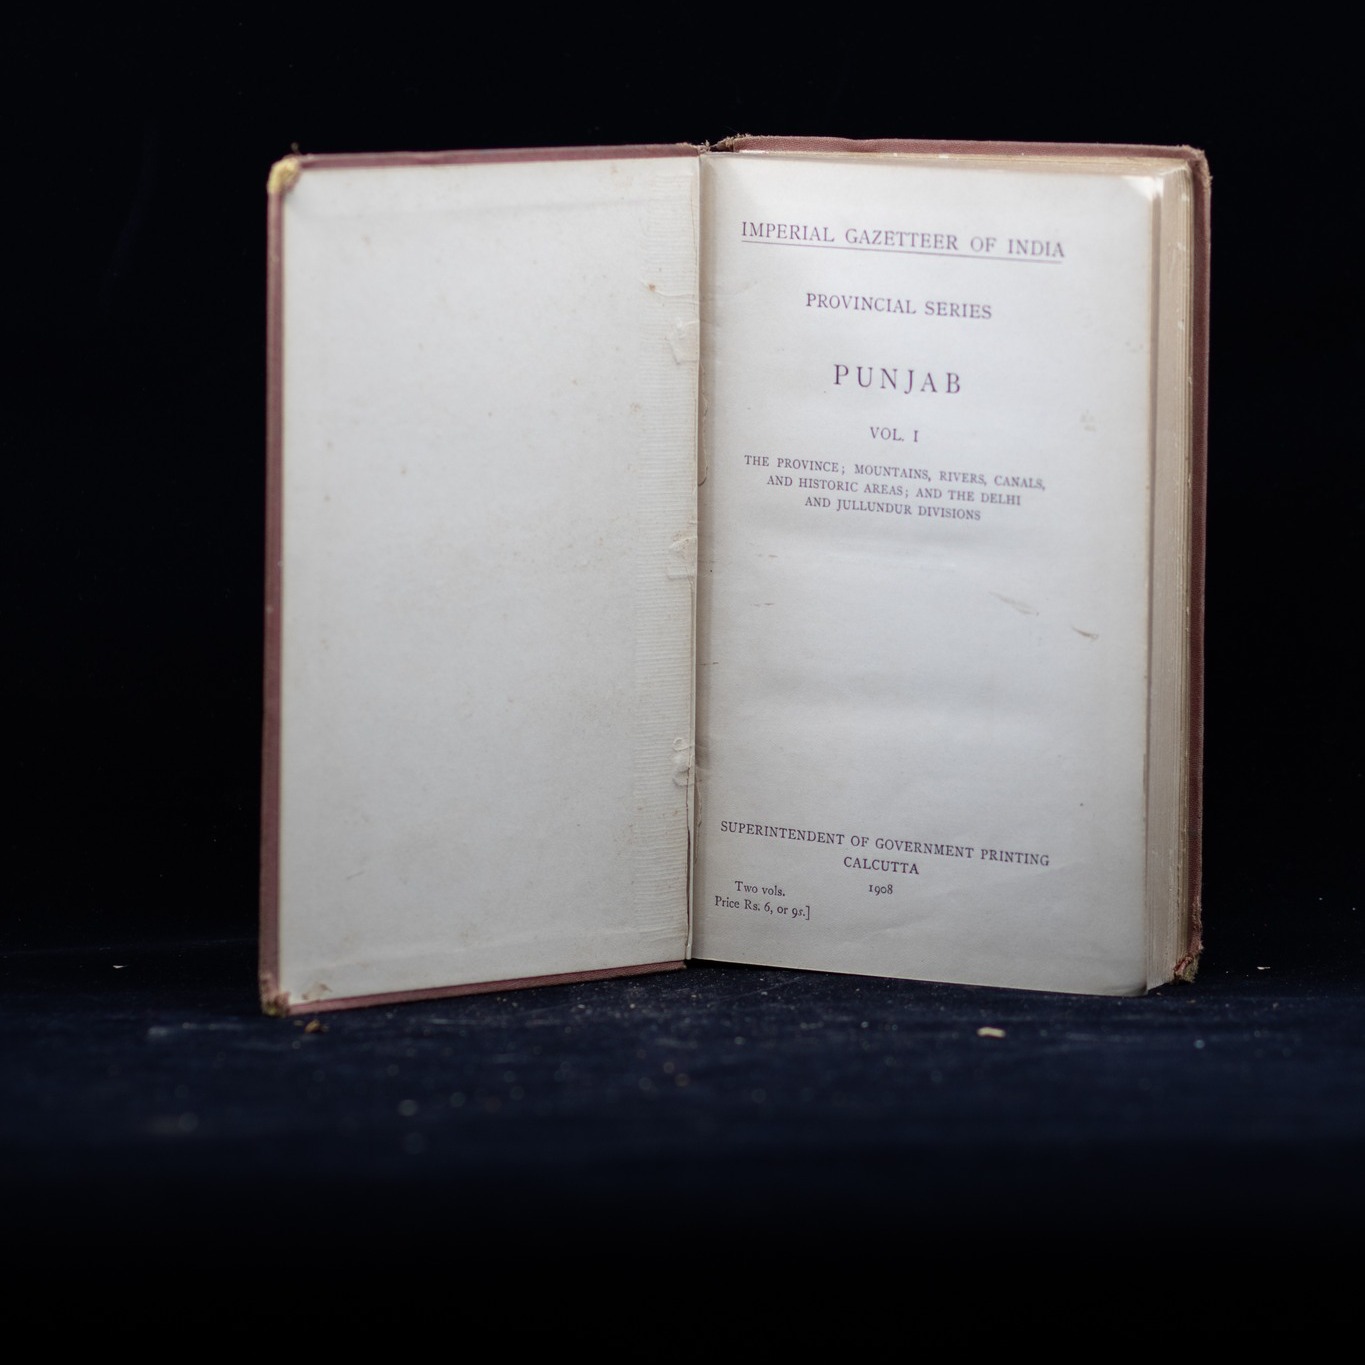 IMPERIAL GAZETTEER OF INDIA
PROVINCIAL SERIES
PUNJAB
VOL. I
THE PROVINCE; MOUNTAINS, RIVERS, CANALS,
AND HISTORIC AREAS; AND THE DELHI
AND JULLUNDUR DIVISIONS
SUPERINTENDENT OF GOVERNMENT PRINTING
CALCUTTA
1908
Two vols.
Price Rs. 6, or 9s.]